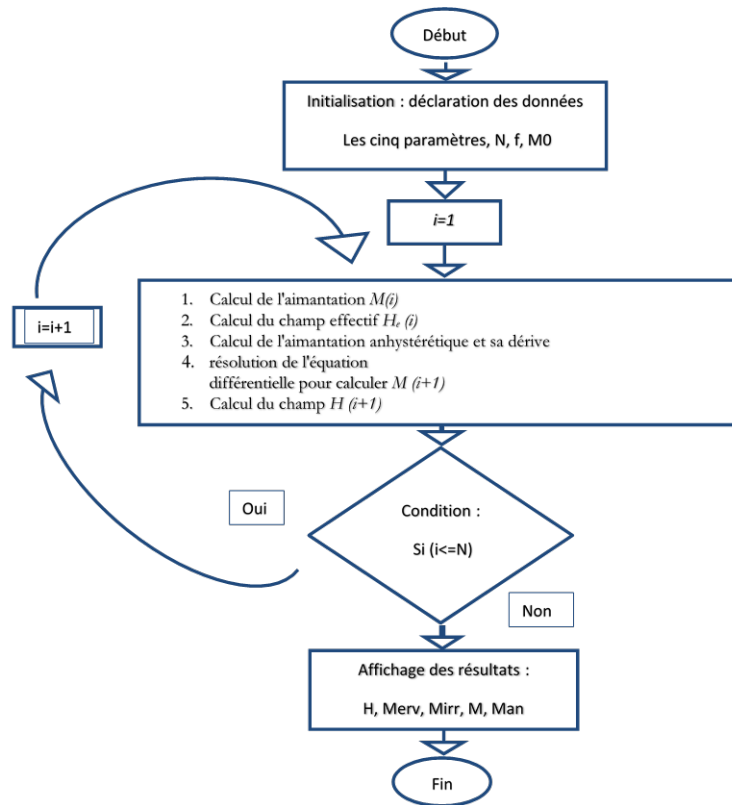 Début
Initialisation : déclaration des données
Les cinq paramètres, N, f, M0
i=1
1. Calcul de l'aimantation M(i)
2. Calcul du champ effectif He (i)
3. Calcul de l'aimantation anhystérétique et sa dérive
4. résolution de l'équation
différentielle pour calculer M (i+1)
5. Calcul du champ H (i+1)
i=i+1
Oui
Condition :
Si (i<=N)
Non
Affichage des résultats :
H, Merv, Mirr, M, Man
Fin